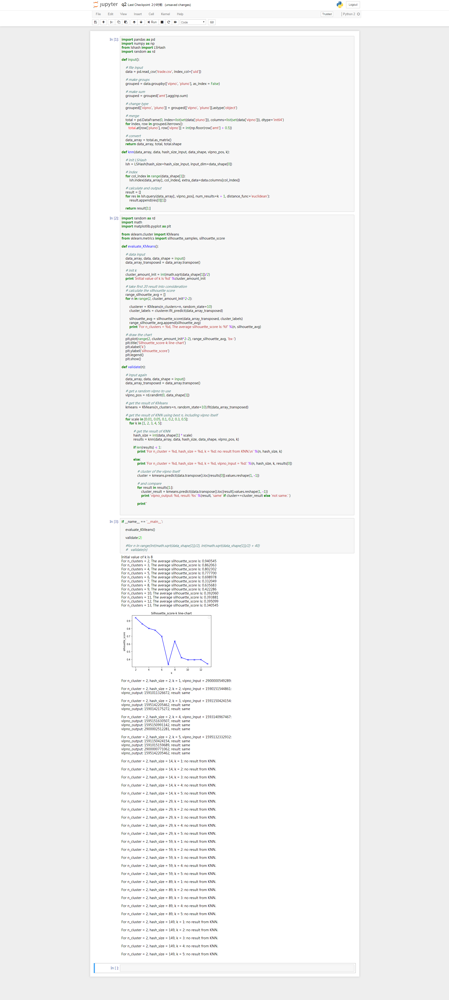 jupyter q2 Last Checkpoint: 2小时前 (unsaved changes) Logout
File Edit View Insert Cell Kernel Help Trusted Python 2
Run Code
In [1]: import pandas as pd
import numpy as np
from lshash import LSHash
import random as rd
def input():
# file input
data = pd.read_csv('trade.csv', index_col=['uid'])
# make groups
grouped = data.groupby(['vipno', 'pluno'], as_index = False)
# make sum
grouped = grouped['amt'].agg(np.sum)
# change type
grouped[['vipno', 'pluno']] = grouped[['vipno', 'pluno']].astype('object')
# merge
total = pd.DataFrame(0, index=list(set(data['pluno'])), columns=list(set(data['vipno'])), dtype='int64')
for index, row in grouped.iterrows():
total.at[row['pluno'], row['vipno']] = int(np.floor(row['amt'] + 0.5))
# convert
data_array = total.as_matrix()
return data_array, total, total.shape
def knn(data_array, data, hash_size_input, data_shape, vipno_pos, k):
# init LSHash
lsh = LSHash(hash_size=hash_size_input, input_dim=data_shape[0])
# index
for col_index in range(data_shape[1]):
lsh.index(data_array[:, col_index], extra_data=data.columns[col_index])
# calculate and output
result = []
for res in lsh.query(data_array[:, vipno_pos], num_results=k + 1, distance_func='euclidean'):
result.append(res[0][1])
return result[1:]
In [2]: import random as rd
import math
import matplotlib.pyplot as plt
from sklearn.cluster import KMeans
from sklearn.metrics import silhouette_samples, silhouette_score
def evaluate_KMeans():
# data input
data_array, data, data_shape = input()
data_array_transposed = data_array.transpose()
# init k
cluster_amount_init = int(math.sqrt(data_shape[1])/2)
print 'Initial value of k is %d' %cluster_amount_init
# take first 20 result into consideration
# calculate the silhouette score
range_silhouette_avg = []
for n in range(2, cluster_amount_init*2-2):
clusterer = KMeans(n_clusters=n, random_state=10)
cluster_labels = clusterer.fit_predict(data_array_transposed)
silhouette_avg = silhouette_score(data_array_transposed, cluster_labels)
range_silhouette_avg.append(silhouette_avg)
print 'For n_clusters = %d, The average silhouette_score is: %f' %(n, silhouette_avg)
# draw the chart
plt.plot(range(2, cluster_amount_init*2-2), range_silhouette_avg, 'bx-')
plt.title('Silhouette_score-k line-chart')
plt.xlabel('k')
plt.ylabel('silhouette_score')
plt.legend()
plt.show()
def validate(n):
# input again
data_array, data, data_shape = input()
data_array_transposed = data_array.transpose()
# get a random vipno to use
vipno_pos = rd.randint(0, data_shape[1])
# get the result of KMeans
kmeans = KMeans(n_clusters=n, random_state=10).fit(data_array_transposed)
# get the result of KNN using best n, including vipno itself
for scale in [0.01, 0.05, 0.1, 0.2, 0.3, 0.5]:
for k in [1, 2, 3, 4, 5]:
# get the result of KNN
hash_size = int(data_shape[1] * scale)
results = knn(data_array, data, hash_size, data_shape, vipno_pos, k)
if len(results) < 1:
print 'For n_cluster = %d, hash_size = %d, k = %d: no result from KNN.\n' %(n, hash_size, k)
else:
print 'For n_cluster = %d, hash_size = %d, k = %d, vipno_input = %d:' %(n, hash_size, k, results[0])
# cluster of the vipno itself
cluster = kmeans.predict(data.transpose().loc[results[0]].values.reshape(1, -1))
# and compare
for result in results[1:]:
cluster_result = kmeans.predict(data.transpose().loc[result].values.reshape(1, -1))
print 'vipno_output: %d, result: %s' %(result, 'same' if cluster==cluster_result else 'not same.' )
print''
In [3]: if __name__ == '__main__':
evaluate_KMeans()
validate(2)
#for n in range(int(math.sqrt(data_shape[1])/2), int(math.sqrt(data_shape[1])/2) + 40)
# validate(n)
Initial value of k is 8
For n_clusters = 2, The average silhouette_score is: 0.940545
For n_clusters = 3, The average silhouette_score is: 0.862063
For n_clusters = 4, The average silhouette_score is: 0.802302
For n_clusters = 5, The average silhouette_score is: 0.777700
For n_clusters = 6, The average silhouette_score is: 0.698978
For n_clusters = 7, The average silhouette_score is: 0.332049
For n_clusters = 8, The average silhouette_score is: 0.635683
For n_clusters = 9, The average silhouette_score is: 0.422286
For n_clusters = 10, The average silhouette_score is: 0.392060
For n_clusters = 11, The average silhouette_score is: 0.393881
For n_clusters = 12, The average silhouette_score is: 0.395099
For n_clusters = 13, The average silhouette_score is: 0.340545
Silhouette_score-k line-chart
0.9
0.8
0.7
0.6
0.5
0.4
silhouette_score
2 4 6 8 10 12
k
For n_cluster = 2, hash_size = 2, k = 1, vipno_input = 2900000549289:
For n_cluster = 2, hash_size = 2, k = 2, vipno_input = 1590151544861:
vipno_output: 1591011326672, result: same
For n_cluster = 2, hash_size = 2, k = 3, vipno_input = 1591150424154:
vipno_output: 1595142205462, result: same
vipno_output: 1590142175272, result: same
For n_cluster = 2, hash_size = 2, k = 4, vipno_input = 1593140967467:
vipno_output: 1595151630507, result: same
vipno_output: 1595150991142, result: same
vipno_output: 2900002512281, result: same
For n_cluster = 2, hash_size = 2, k = 5, vipno_input = 1595132332932:
vipno_output: 1591150424154, result: same
vipno_output: 1591015159689, result: same
vipno_output: 2900000771062, result: same
vipno_output: 1595142205462, result: same
For n_cluster = 2, hash_size = 14, k = 1: no result from KNN.
For n_cluster = 2, hash_size = 14, k = 2: no result from KNN.
For n_cluster = 2, hash_size = 14, k = 3: no result from KNN.
For n_cluster = 2, hash_size = 14, k = 4: no result from KNN.
For n_cluster = 2, hash_size = 14, k = 5: no result from KNN.
For n_cluster = 2, hash_size = 29, k = 1: no result from KNN.
For n_cluster = 2, hash_size = 29, k = 2: no result from KNN.
For n_cluster = 2, hash_size = 29, k = 3: no result from KNN.
For n_cluster = 2, hash_size = 29, k = 4: no result from KNN.
For n_cluster = 2, hash_size = 29, k = 5: no result from KNN.
For n_cluster = 2, hash_size = 59, k = 1: no result from KNN.
For n_cluster = 2, hash_size = 59, k = 2: no result from KNN.
For n_cluster = 2, hash_size = 59, k = 3: no result from KNN.
For n_cluster = 2, hash_size = 59, k = 4: no result from KNN.
For n_cluster = 2, hash_size = 59, k = 5: no result from KNN.
For n_cluster = 2, hash_size = 89, k = 1: no result from KNN.
For n_cluster = 2, hash_size = 89, k = 2: no result from KNN.
For n_cluster = 2, hash_size = 89, k = 3: no result from KNN.
For n_cluster = 2, hash_size = 89, k = 4: no result from KNN.
For n_cluster = 2, hash_size = 89, k = 5: no result from KNN.
For n_cluster = 2, hash_size = 149, k = 1: no result from KNN.
For n_cluster = 2, hash_size = 149, k = 2: no result from KNN.
For n_cluster = 2, hash_size = 149, k = 3: no result from KNN.
For n_cluster = 2, hash_size = 149, k = 4: no result from KNN.
For n_cluster = 2, hash_size = 149, k = 5: no result from KNN.
In [ ]: